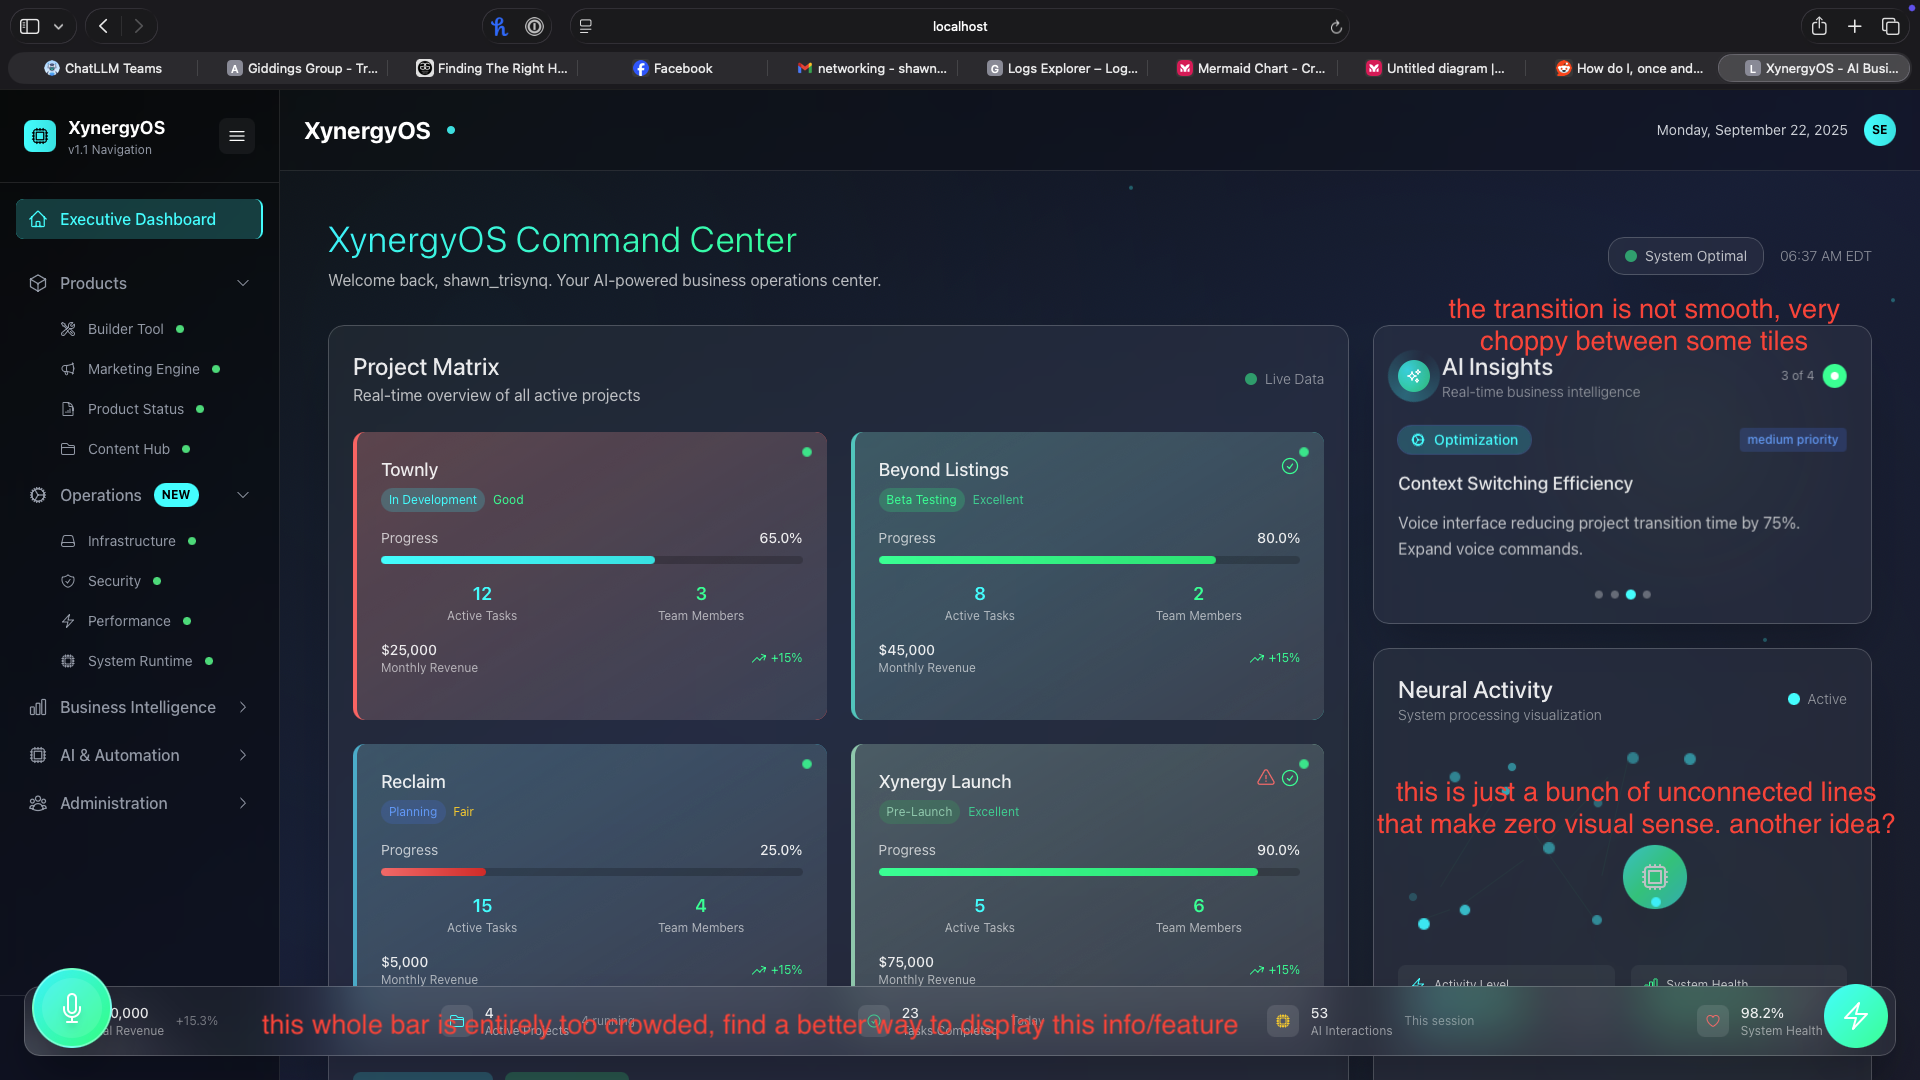 localhost
ChatLLM Teams
Giddings Group - Tr...
Finding The Right H...
Facebook
networking - shawn...
Logs Explorer – Log...
Mermaid Chart - Cr...
Untitled diagram |...
How do I, once and...
XynergyOS - AI Busi...
XynergyOS
v1.1 Navigation
XynergyOS
Monday, September 22, 2025
SE
Executive Dashboard
Products
Builder Tool
Marketing Engine
Product Status
Content Hub
Operations NEW
Infrastructure
Security
Performance
System Runtime
Business Intelligence
AI & Automation
Administration
XynergyOS Command Center
Welcome back, shawn_trisynq. Your AI-powered business operations center.
System Optimal
06:37 AM EDT
Project Matrix
Real-time overview of all active projects
Live Data
Townly
In Development Good
Progress 65.0%
12 3
Active Tasks Team Members
$25,000
Monthly Revenue
+15%
Beyond Listings
Beta Testing Excellent
Progress 80.0%
8 2
Active Tasks Team Members
$45,000
Monthly Revenue
+15%
Reclaim
Planning Fair
Progress 25.0%
15 4
Active Tasks Team Members
$5,000
Monthly Revenue
+15%
Xynergy Launch
Pre-Launch Excellent
Progress 90.0%
5 6
Active Tasks Team Members
$75,000
Monthly Revenue
+15%
the transition is not smooth, very
choppy between some tiles
AI Insights
Real-time business intelligence
3 of 4
Optimization
medium priority
Context Switching Efficiency
Voice interface reducing project transition time by 75%.
Expand voice commands.
Neural Activity
System processing visualization
Active
this is just a bunch of unconnected lines
that make zero visual sense. another idea?
Activity Level
System Health
0,000
al Revenue
+15.3%
4
Active Projects
4 running
23
Tasks Completed
Today
53
AI Interactions
This session
98.2%
System Health
this whole bar is entirely too crowded, find a better way to display this info/feature